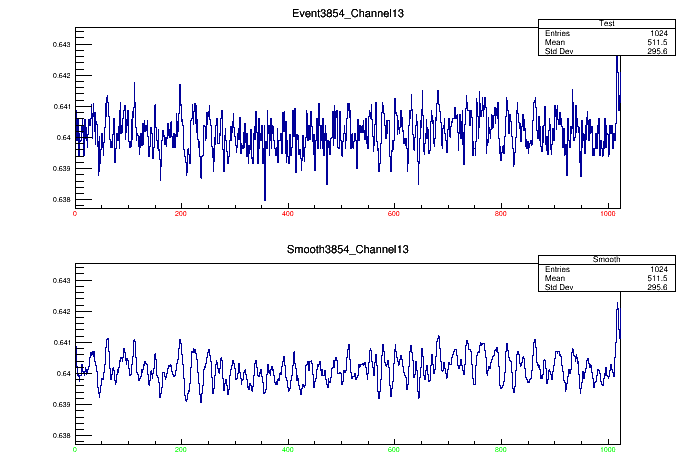 Event3854_Channel13
Test
Entries 1024
Mean 511.5
Std Dev 295.6
0.643
0.642
0.641
0.64
0.639
0.638
0 200 400 600 800 1000
Smooth3854_Channel13
Smooth
Entries 1024
Mean 511.5
Std Dev 295.6
0.643
0.642
0.641
0.64
0.639
0.638
0 200 400 600 800 1000